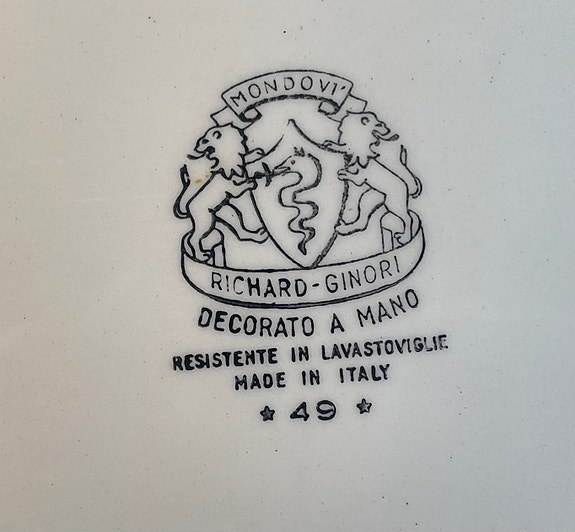 MONDOVI'
RICHARD-GINORI
DECORATO A MANO
RESISTENTE IN LAVASTOVIGLIE
MADE IN ITALY
★ 49 ★